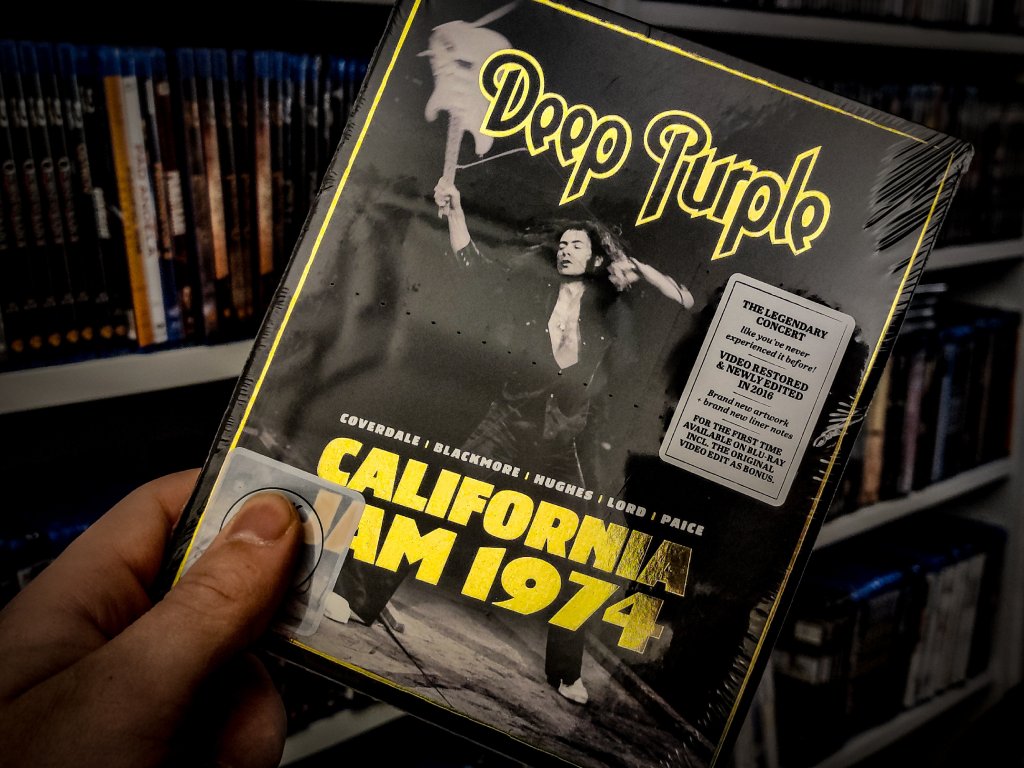 Deep Purple
THE LEGENDARY
CONCERT
like you've never
experienced it before!
VIDEO RESTORED
& NEWLY EDITED
IN 2016
Brand new artwork
+ brand new liner notes
FOR THE FIRST TIME
AVAILABLE ON BLU-RAY
INCL. THE ORIGINAL
VIDEO EDIT AS BONUS.
COVERDALE | BLACKMORE | HUGHES | LORD | PAICE
CALIFORNIA
JAM 1974